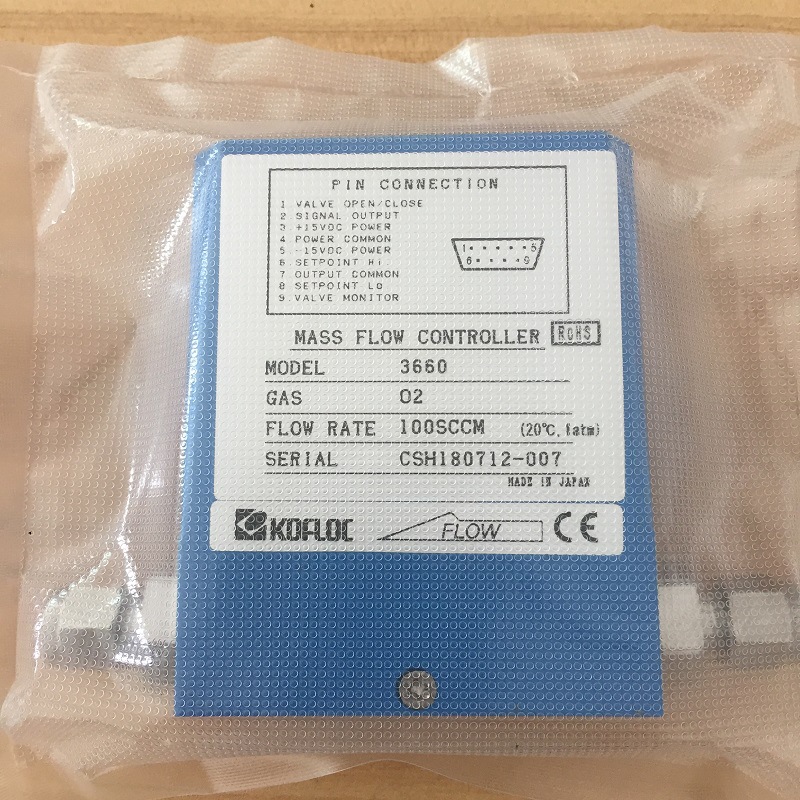 PIN CONNECTION
1 VALVE OPEN/CLOSE
2 SIGNAL OUTPUT
3 +15VDC POWER
4 POWER COMMON
5 -15VDC POWER
6 SETPOINT Hi.
7 OUTPUT COMMON
8 SETPOINT Lo
9.VALVE MONITOR
1 5
6 9
MASS FLOW CONTROLLER RoHS
MODEL 3660
GAS O2
FLOW RATE 100SCCM (20℃, 1atm)
SERIAL CSH180712-007
MADE IN JAPAN
KOFLOC FLOW CE